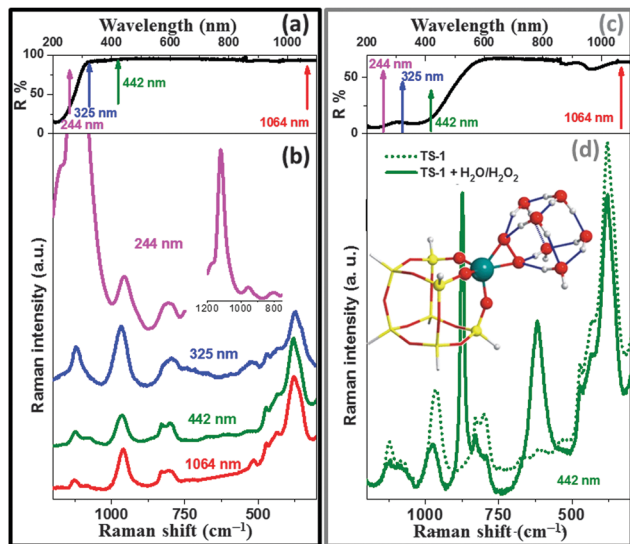 Wavelength (nm)
(a)
200 400 600 800 1000
100
50
0
R %
244 nm
325 nm
442 nm
1064 nm
(b)
244 nm
1200 1000 800
325 nm
442 nm
1064 nm
Raman intensity (a.u.)
1000 750 500
Raman shift (cm⁻¹)
Wavelength (nm)
(c)
200 400 600 800 1000
50
0
R %
244 nm
325 nm
442 nm
1064 nm
(d)
TS-1
TS-1 + H₂O/H₂O₂
Raman intensity (a.u.)
442 nm
1000 750 500
Raman shift (cm⁻¹)